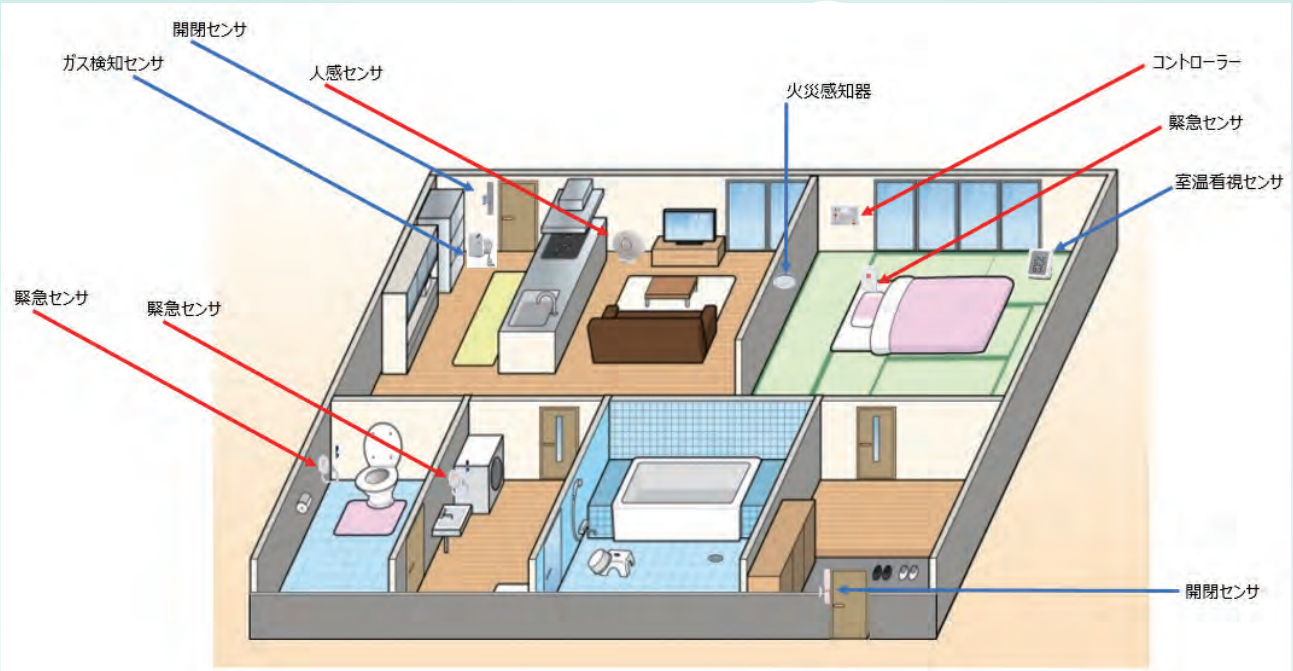 開閉センサ
ガス検知センサ
人感センサ
火災感知器
コントローラー
緊急センサ
室温看視センサ
緊急センサ
緊急センサ
開閉センサ